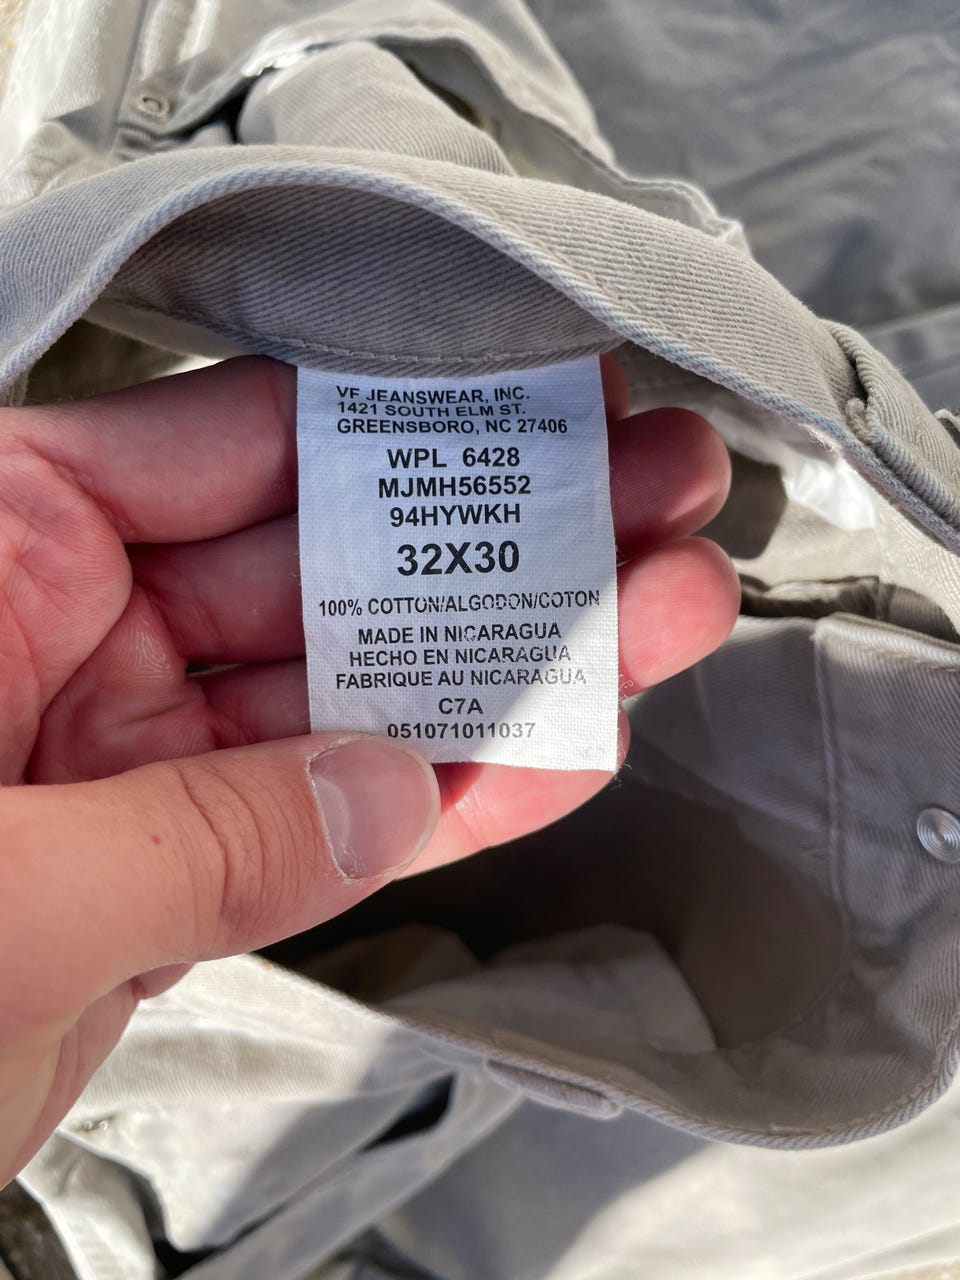 VF JEANSWEAR, INC.
1421 SOUTH ELM ST.
GREENSBORO, NC 27406
WPL 6428
MJMH56552
94HYWKH
32X30
100% COTTON/ALGODON/COTON
MADE IN NICARAGUA
HECHO EN NICARAGUA
FABRIQUE AU NICARAGUA
C7A
051071011037